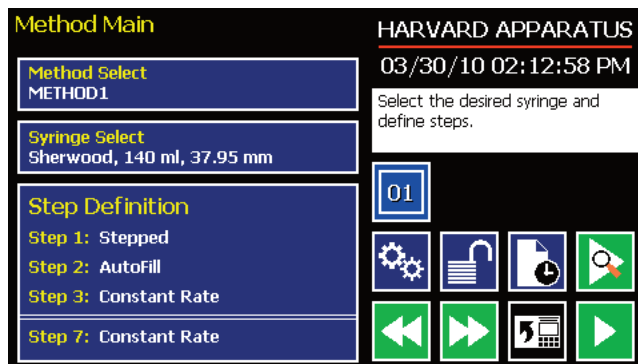 Method Main
Method Select
METHOD1
Syringe Select
Sherwood, 140 ml, 37.95 mm
Step Definition
Step 1: Stepped
Step 2: AutoFill
Step 3: Constant Rate
Step 7: Constant Rate
HARVARD APPARATUS
03/30/10 02:12:58 PM
Select the desired syringe and
define steps.
01